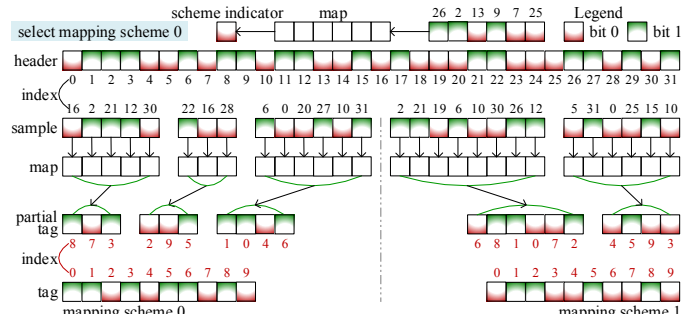 scheme indicator map 26 2 13 9 7 25 Legend
select mapping scheme 0 bit 0 bit 1
header
0 1 2 3 4 5 6 7 8 9 10 11 12 13 14 15 16 17 18 19 20 21 22 23 24 25 26 27 28 29 30 31
index
16 2 21 12 30 22 16 28 6 0 20 27 10 31 2 21 19 6 10 30 26 12 5 31 0 25 15 10
sample
map
partial
tag
8 7 3 2 9 5 1 0 4 6 6 8 1 0 7 2 4 5 9 3
index
0 1 2 3 4 5 6 7 8 9 0 1 2 3 4 5 6 7 8 9
tag
mapping scheme 0 mapping scheme 1